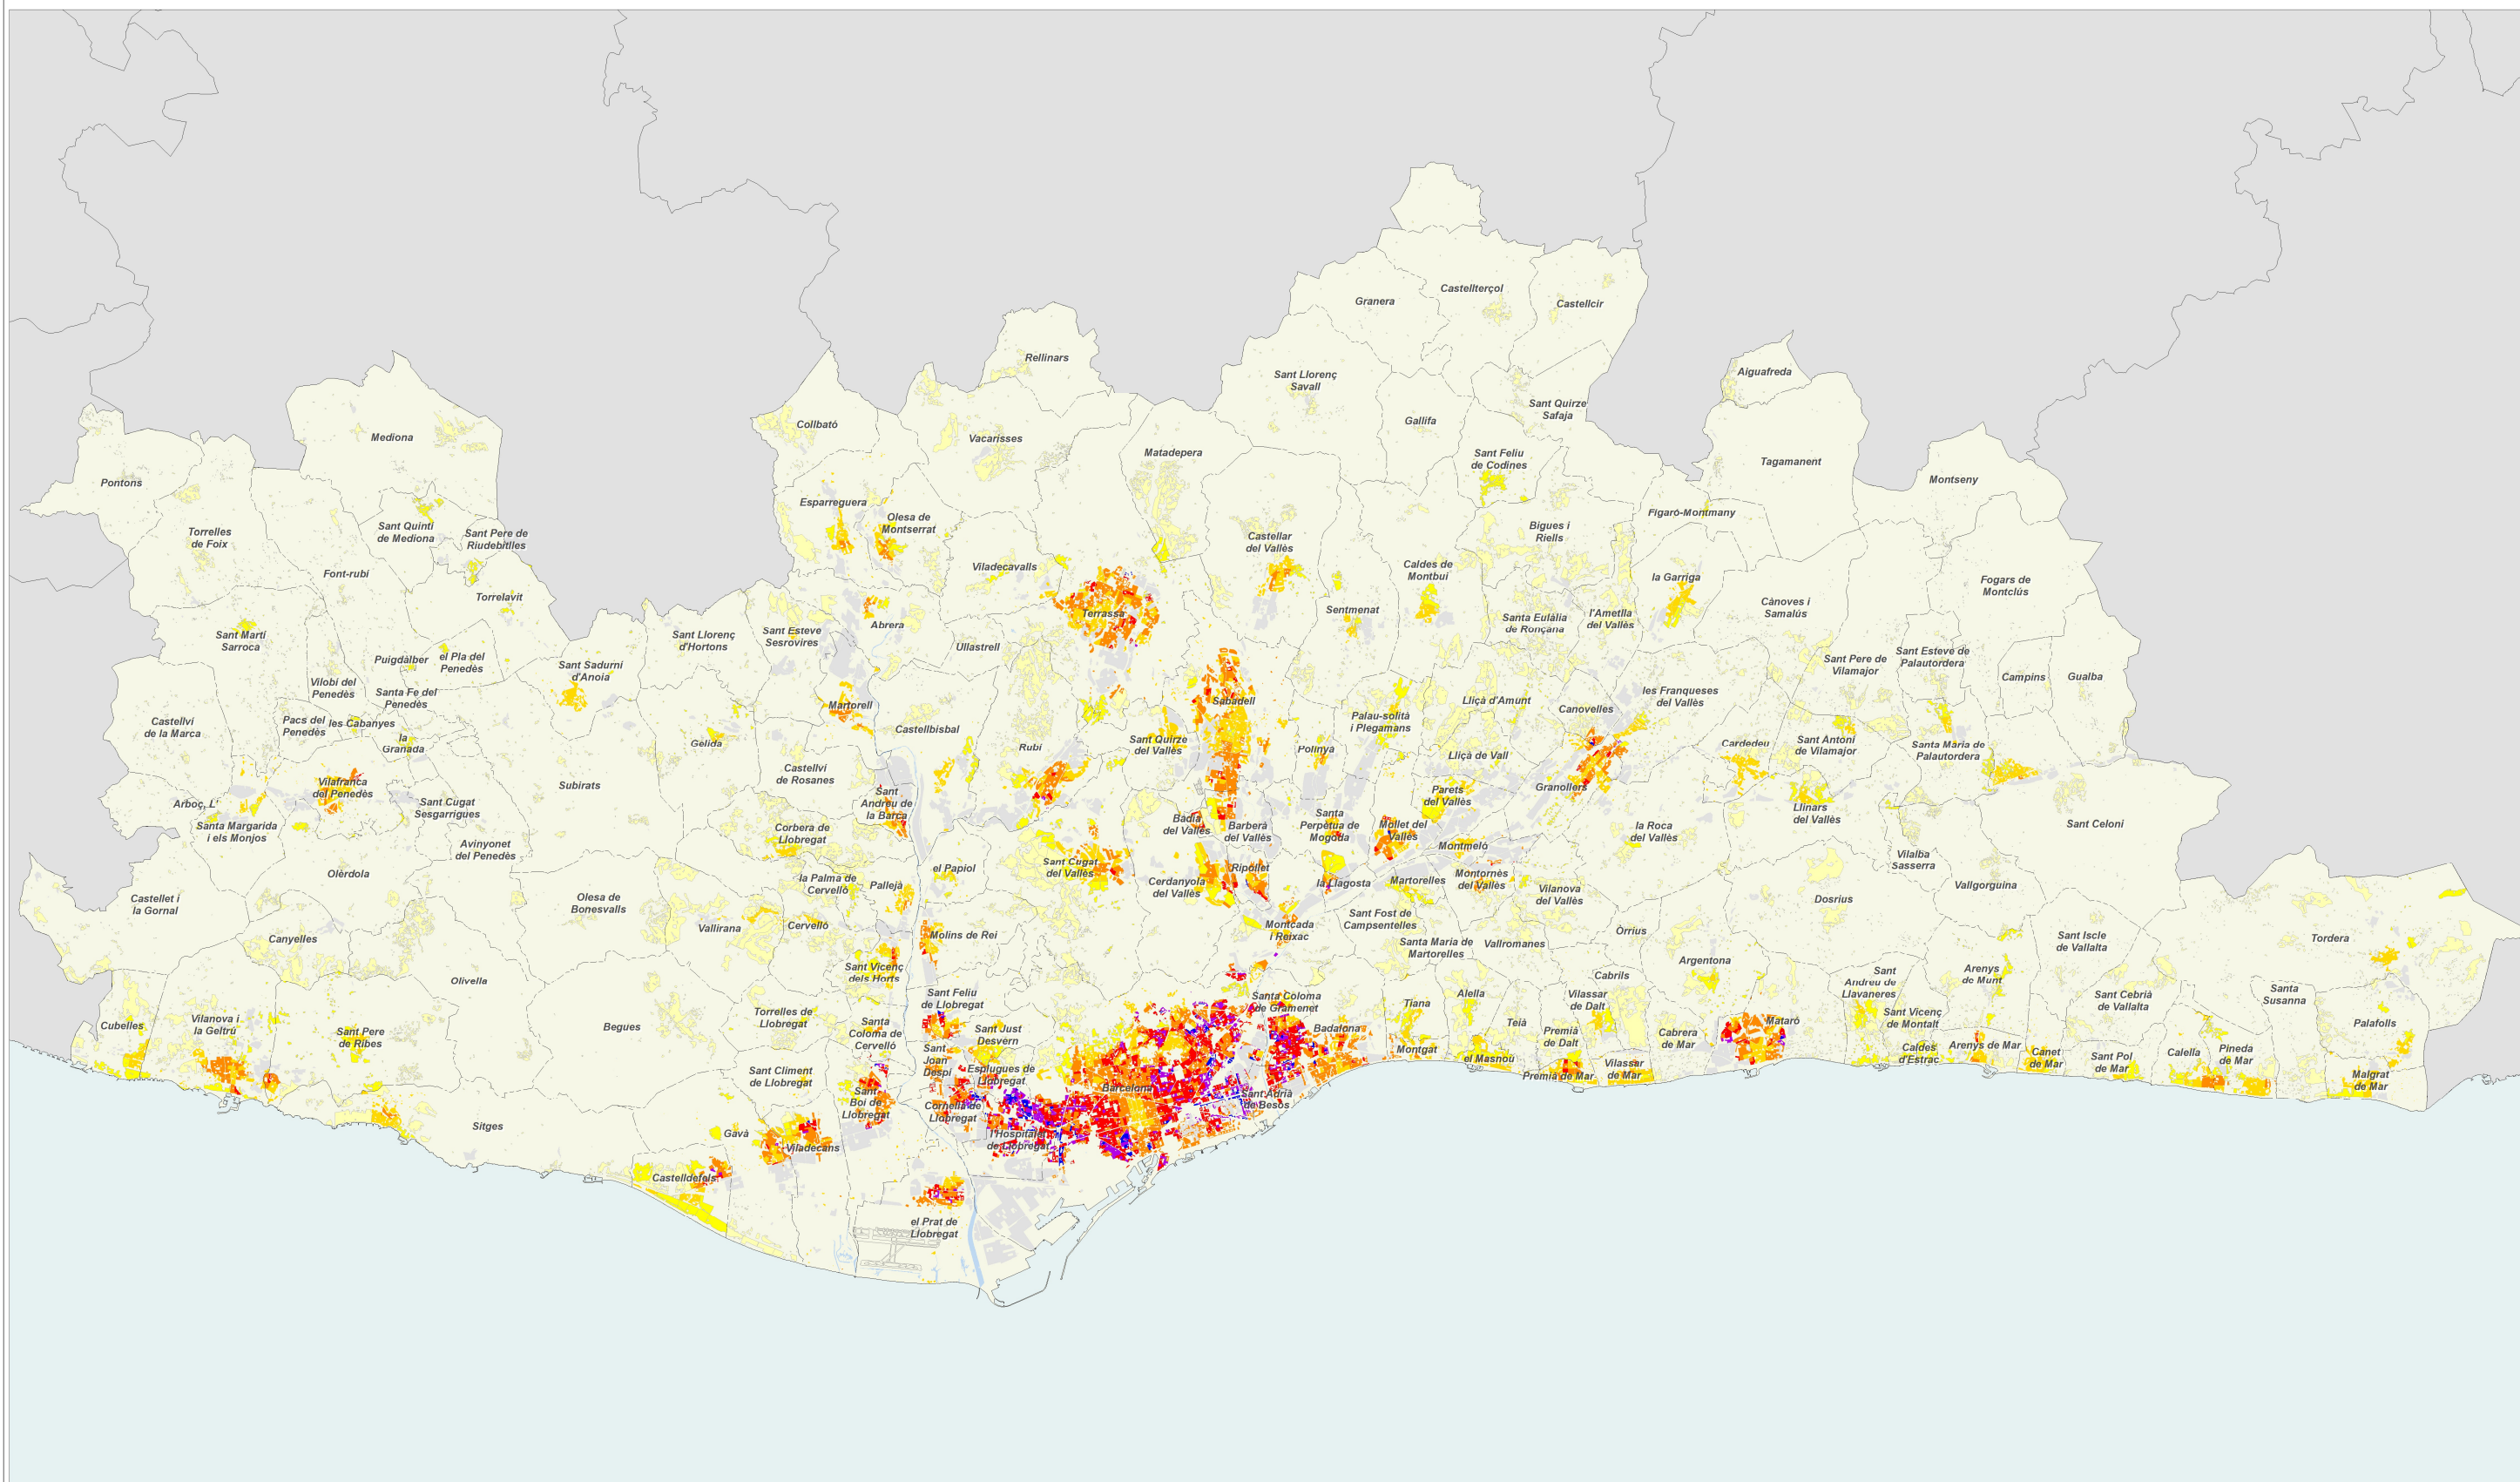 Granera
Castellterçol
Castellcir
Rellinars
Sant Llorenç
Savall
Aiguafreda
Collbató
Vacarisses
Gallifa
Sant Quirze
Safaja
Mediona
Matadepera
Sant Feliu
de Codines
Tagamanent
Pontons
Montseny
Esparreguera
Olesa de
Montserrat
Figaró-Montmany
Torrelles
de Foix
Sant Quintí
de Mediona
Sant Pere de
Riudebitlles
Bigues i
Riells
Castellar
del Vallès
Font-rubí
Viladecavalls
Caldes de
Montbui
la Garriga
Fogars de
Montclús
Torrelavit
Terrassa
Sentmenat
Cànoves i
Samalús
Sant Martí
Sarroca
Sant Llorenç
d'Hortons
Sant Esteve
Sesrovires
Abrera
Santa Eulàlia
de Ronçana
l'Ametlla
del Vallès
Ullastrell
Puigdàlber
el Pla del
Penedès
Sant Sadurní
d'Anoia
Sant Pere de
Vilamajor
Sant Esteve de
Palautordera
Campins
Gualba
Vilobí del
Penedès
Santa Fe del
Penedès
Martorell
Sabadell
Lliçà d'Amunt
les Franqueses
del Vallès
Canovelles
Castellví
de la Marca
Pacs del
Penedès
les Cabanyes
la
Granada
Gelida
Castellbisbal
Rubí
Sant Quirze
del Vallès
Palau-solità
i Plegamans
Polinyà
Lliçà de Vall
Cardedeu
Sant Antoni
de Vilamajor
Santa Maria de
Palautordera
Vilafranca
del Penedès
Subirats
Castellví
de Rosanes
Granollers
Arboç, L'
Sant Cugat
Sesgarrigues
Sant
Andreu de
la Barca
Parets
del Vallès
Llinars
del Vallès
Sant Celoni
Santa Margarida
i els Monjos
Corbera de
Llobregat
Badia
del Vallès
Barberà
del Vallès
Santa
Perpètua de
Mogoda
Mollet del
Vallès
la Roca
del Vallès
Avinyonet
del Penedès
Montmeló
Vilalba
Sasserra
Olèrdola
el Papiol
Sant Cugat
del Vallès
Ripollet
la Palma de
Cervelló
Pallejà
Cerdanyola
del Vallès
la Llagosta
Martorelles
Montornès
del Vallès
Vilanova
del Vallès
Vallgorguina
Castellet i
la Gornal
Olesa de
Bonesvalls
Dosrius
Vallirana
Cervelló
Montcada
i Reixac
Sant Fost de
Campsentelles
Canyelles
Molins de Rei
Santa Maria de
Martorelles
Vallromanes
Òrrius
Sant Iscle
de Vallalta
Tordera
Olivella
Sant Vicenç
dels Horts
Argentona
Cabrils
Sant
Andreu de
Llavaneres
Arenys
de Munt
Santa
Susanna
Sant Feliu
de Llobregat
Santa Coloma
de Gramenet
Tiana
Alella
Vilassar
de Dalt
Sant Cebrià
de Vallalta
Cubelles
Vilanova i
la Geltrú
Sant Pere
de Ribes
Begues
Torrelles de
Llobregat
Santa
Coloma de
Cervelló
Sant Just
Desvern
Badalona
Teià
Premià
de Dalt
Cabrera
de Mar
Mataró
Sant Vicenç
de Montalt
Palafolls
Sant
Joan
Despí
Montgat
el Masnou
Caldes
d'Estrac
Arenys de Mar
Canet
de Mar
Sant Pol
de Mar
Calella
Pineda
de Mar
Sant Climent
de Llobregat
Esplugues de
Llobregat
Premià de Mar
Vilassar
de Mar
Malgrat
de Mar
Barcelona
Sant
Boi de
Llobregat
Cornellà de
Llobregat
Sant Adrià
de Besòs
Sitges
Gavà
Viladecans
l'Hospitalet
de Llobregat
Castelldefels
el Prat de
Llobregat